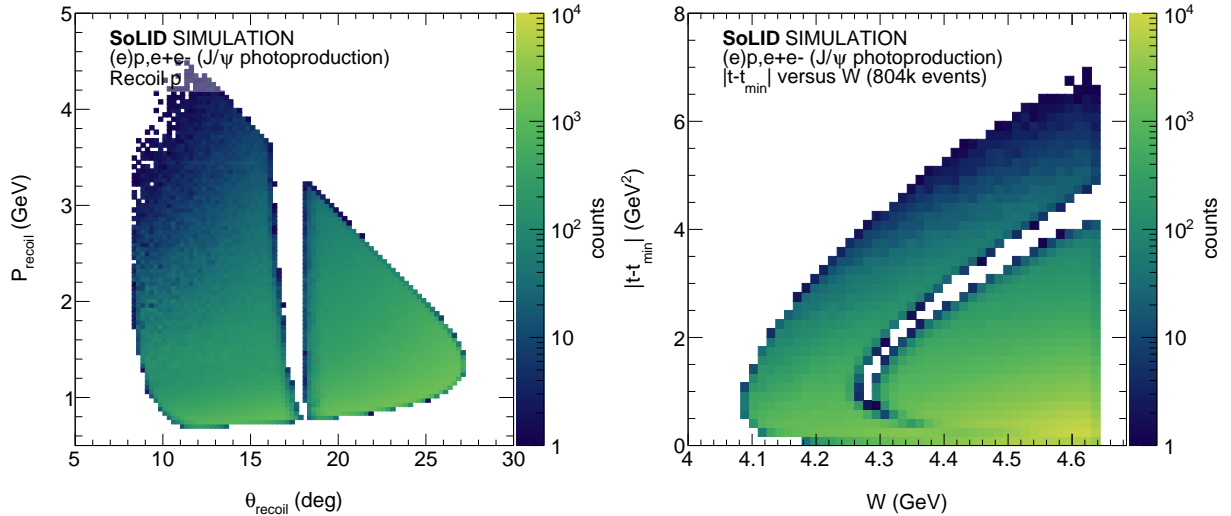 SoLID SIMULATION
(e)p,e+e- (J/ψ photoproduction)
Recoil p
P_recoil (GeV)
5
4
3
2
1
5 10 15 20 25 30
θ_recoil (deg)
10^4
10^3
10^2
10
1
counts
SoLID SIMULATION
(e)p,e+e- (J/ψ photoproduction)
|t-t_min| versus W (804k events)
|t-t_min| (GeV^2)
8
6
4
2
0
4 4.2 4.3 4.4 4.5 4.6
W (GeV)
10^4
10^3
10^2
10
1
counts